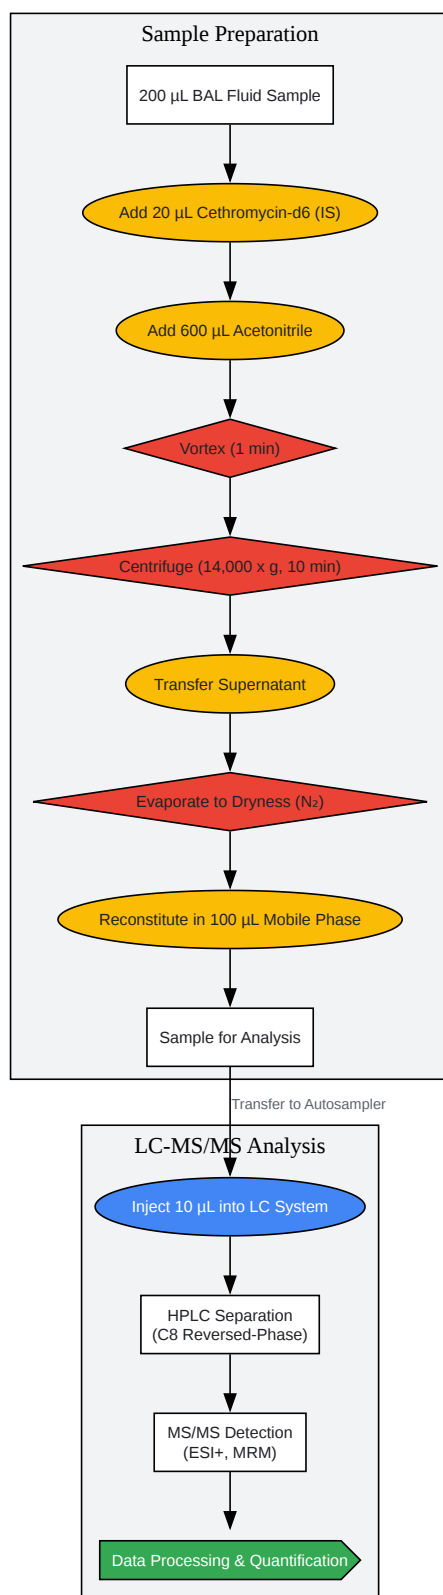 Sample Preparation
200 µL BAL Fluid Sample
Add 20 µL Cethromycin-d6 (IS)
Add 600 µL Acetonitrile
Vortex (1 min)
Centrifuge (14,000 x g, 10 min)
Transfer Supernatant
Evaporate to Dryness (N₂)
Reconstitute in 100 µL Mobile Phase
Sample for Analysis
Transfer to Autosampler
LC-MS/MS Analysis
Inject 10 µL into LC System
HPLC Separation
(C8 Reversed-Phase)
MS/MS Detection
(ESI+, MRM)
Data Processing & Quantification